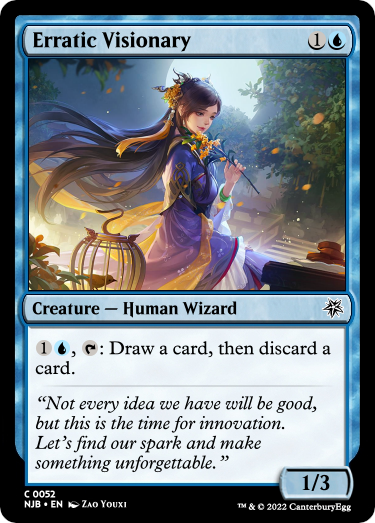 Erratic Visionary 1
Creature — Human Wizard
1 , : Draw a card, then discard a
card.
“Not every idea we have will be good,
but this is the time for innovation.
Let’s find our spark and make
something unforgettable.”
1/3
C 0052
NJB • EN Zao Youxi
™ & © 2022 CanterburyEgg